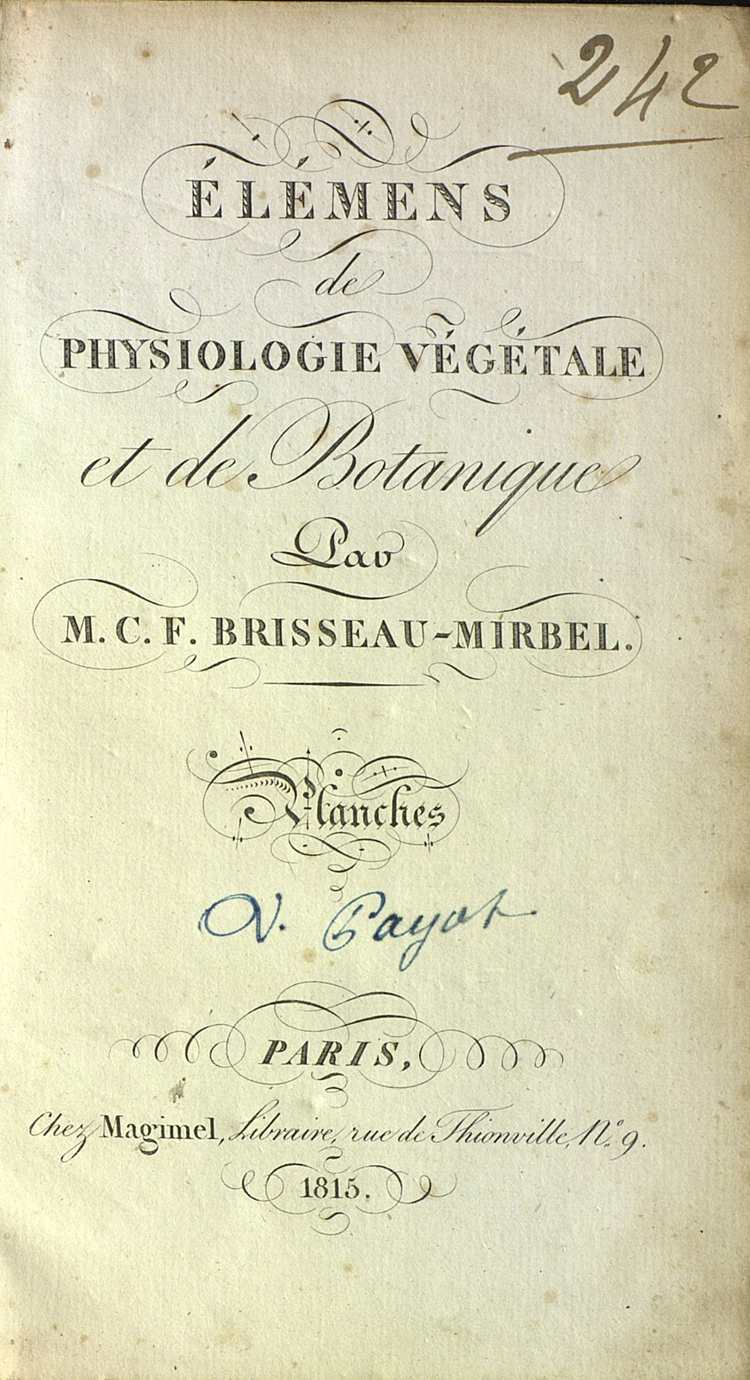 242
ÉLÉMENS
de
PHYSIOLOGIE VÉGÉTALE
et de Botanique
Par
M. C. F. BRISSEAU-MIRBEL.
Planches
V. Payot
PARIS,
Chez Magimel, Libraire, rue de Thionville, N.º 9.
1815.